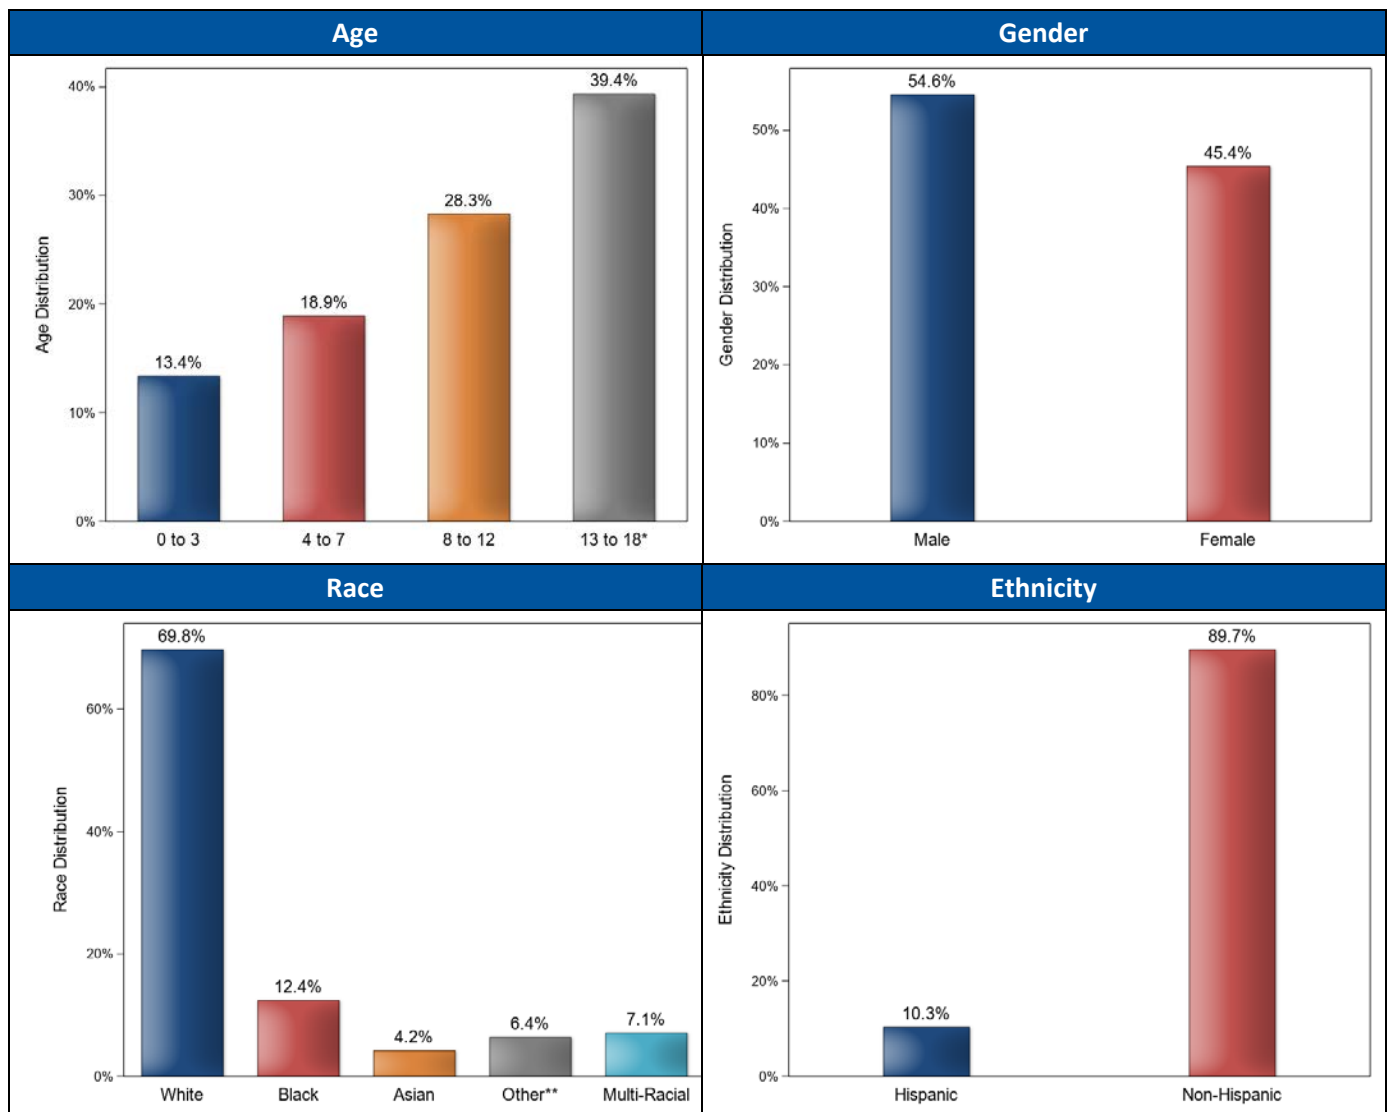 Age
Gender
Age Distribution
40%
30%
20%
10%
0%
13.4%
18.9%
28.3%
39.4%
0 to 3
4 to 7
8 to 12
13 to 18*
Gender Distribution
50%
40%
30%
20%
10%
0%
54.6%
45.4%
Male
Female
Race
Ethnicity
Race Distribution
60%
40%
20%
0%
69.8%
12.4%
4.2%
6.4%
7.1%
White
Black
Asian
Other**
Multi-Racial
Ethnicity Distribution
80%
60%
40%
20%
0%
10.3%
89.7%
Hispanic
Non-Hispanic